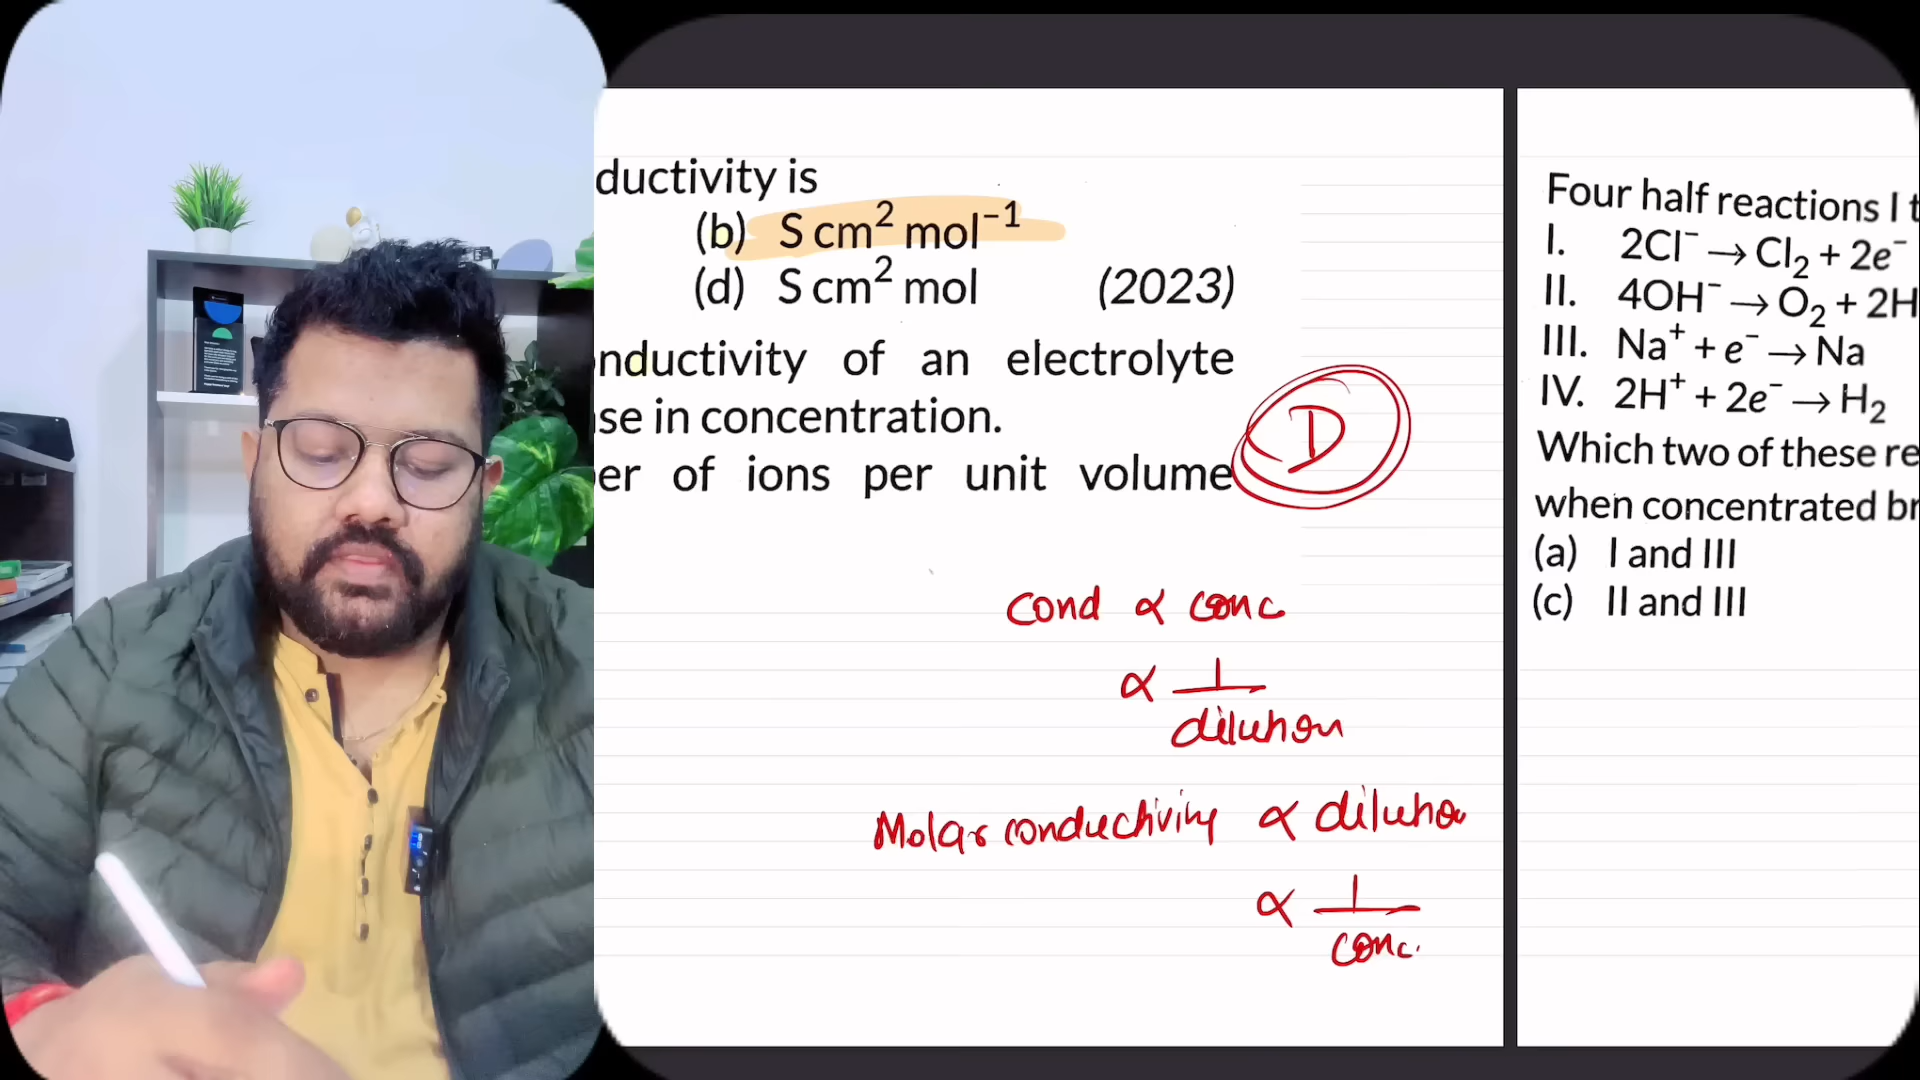 ductivity is
(b) S cm² mol⁻¹
(d) S cm² mol (2023)
nductivity of an electrolyte
se in concentration.
er of ions per unit volume
D
Cond ∝ conc
∝ 1/dilution
Molar conductivity ∝ dilution
∝ 1/conc.
Four half reactions I t
I. 2Cl⁻ → Cl₂ + 2e⁻
II. 4OH⁻ → O₂ + 2H
III. Na⁺ + e⁻ → Na
IV. 2H⁺ + 2e⁻ → H₂
Which two of these re
when concentrated br
(a) I and III
(c) II and III